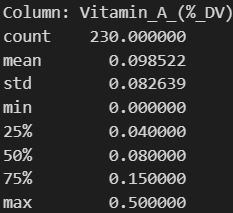 Column: Vitamin_A_(%_DV)
count 230.000000
mean 0.098522
std 0.082639
min 0.000000
25% 0.040000
50% 0.080000
75% 0.150000
max 0.500000